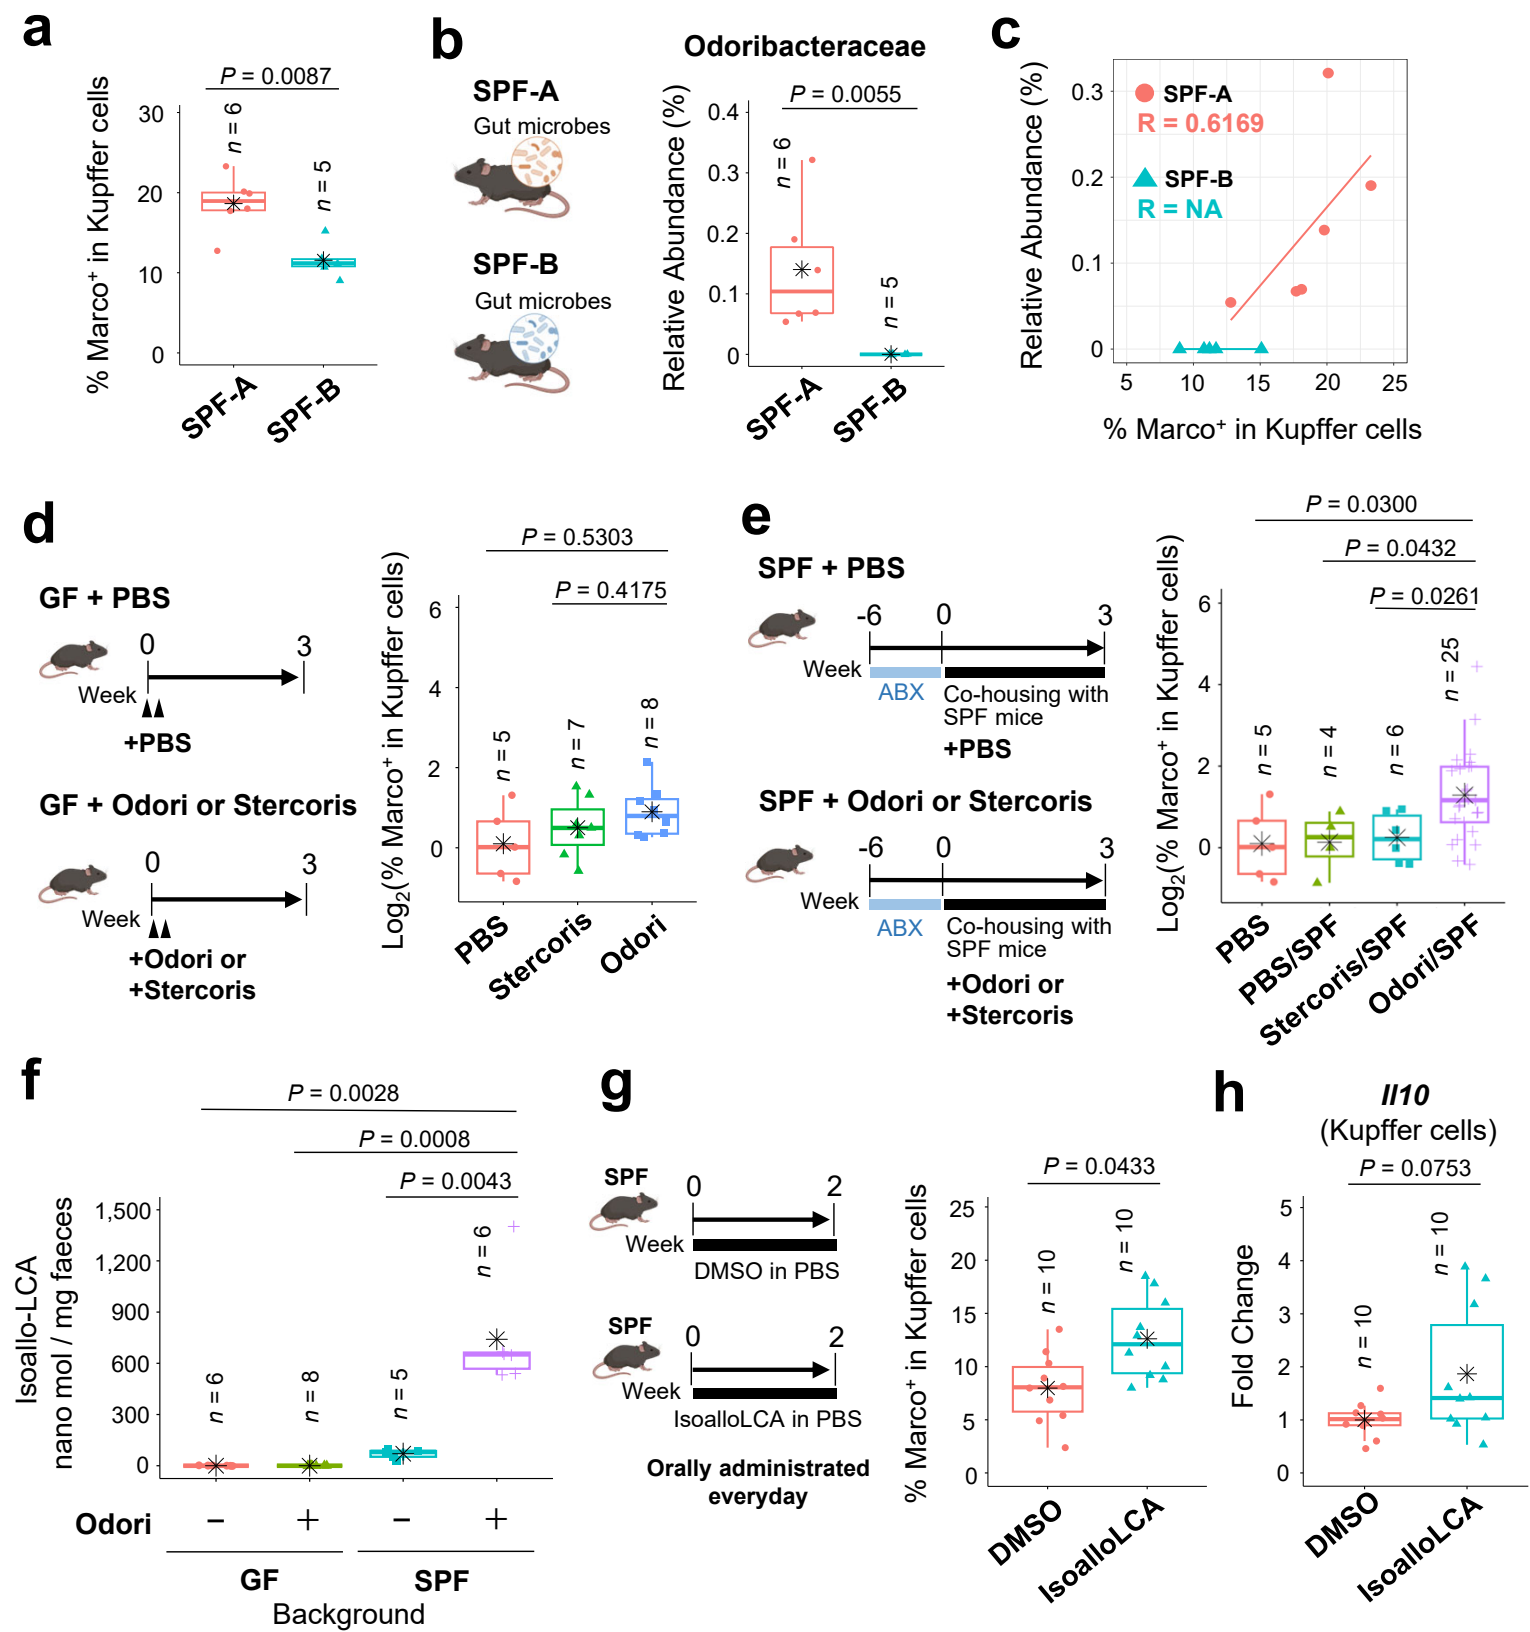 a
% Marco⁺ in Kupffer cells
P = 0.0087
30
20
10
0
n = 6
n = 5
SPF-A
SPF-B
b
SPF-A
Gut microbes
SPF-B
Gut microbes
Odoribacteraceae
P = 0.0055
Relative Abundance (%)
0.4
0.3
0.2
0.1
0
n = 6
n = 5
SPF-A
SPF-B
c
Relative Abundance (%)
0.3
0.2
0.1
0
SPF-A
R = 0.6169
SPF-B
R = NA
5
10
15
20
25
% Marco⁺ in Kupffer cells
d
GF + PBS
0
3
Week
+PBS
GF + Odori or Stercoris
0
3
Week
+Odori or
+Stercoris
P = 0.5303
P = 0.4175
Log₂(% Marco⁺ in Kupffer cells)
6
4
2
0
n = 5
n = 7
n = 8
PBS
Stercoris
Odori
e
SPF + PBS
-6
0
3
Week
ABX
Co-housing with
SPF mice
+PBS
SPF + Odori or Stercoris
-6
0
3
Week
ABX
Co-housing with
SPF mice
+Odori or
+Stercoris
P = 0.0300
P = 0.0432
P = 0.0261
Log₂(% Marco⁺ in Kupffer cells)
6
4
2
0
n = 5
n = 4
n = 6
n = 25
PBS
PBS/SPF
Stercoris/SPF
Odori/SPF
f
P = 0.0028
P = 0.0008
P = 0.0043
Isoallo-LCA
nano mol / mg faeces
1,500
1,200
900
600
300
0
n = 6
n = 8
n = 5
n = 6
Odori
− + − +
GF
SPF
Background
g
SPF
0
2
Week
DMSO in PBS
SPF
0
2
Week
IsoalloLCA in PBS
Orally administrated
everyday
P = 0.0433
% Marco⁺ in Kupffer cells
25
20
15
10
5
0
n = 10
n = 10
DMSO
IsoalloLCA
h
Il10
(Kupffer cells)
P = 0.0753
Fold Change
5
4
3
2
1
0
n = 10
n = 10
DMSO
IsoalloLCA